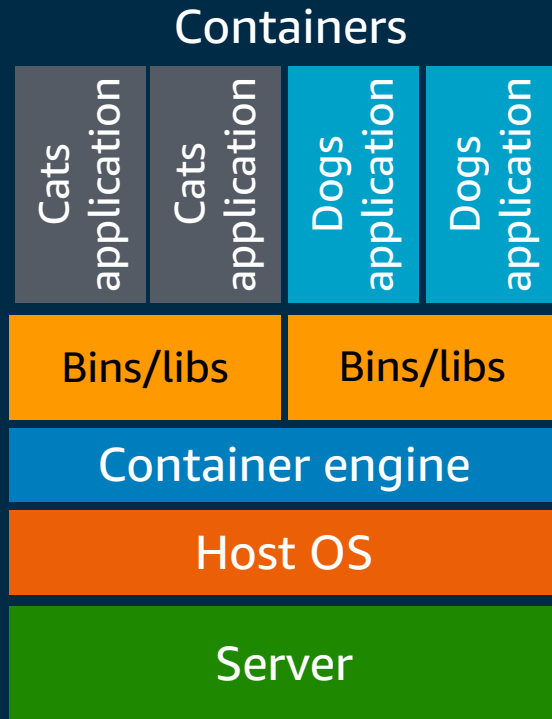 Containers
Cats
application
Cats
application
Dogs
application
Dogs
application
Bins/libs
Bins/libs
Container engine
Host OS
Server